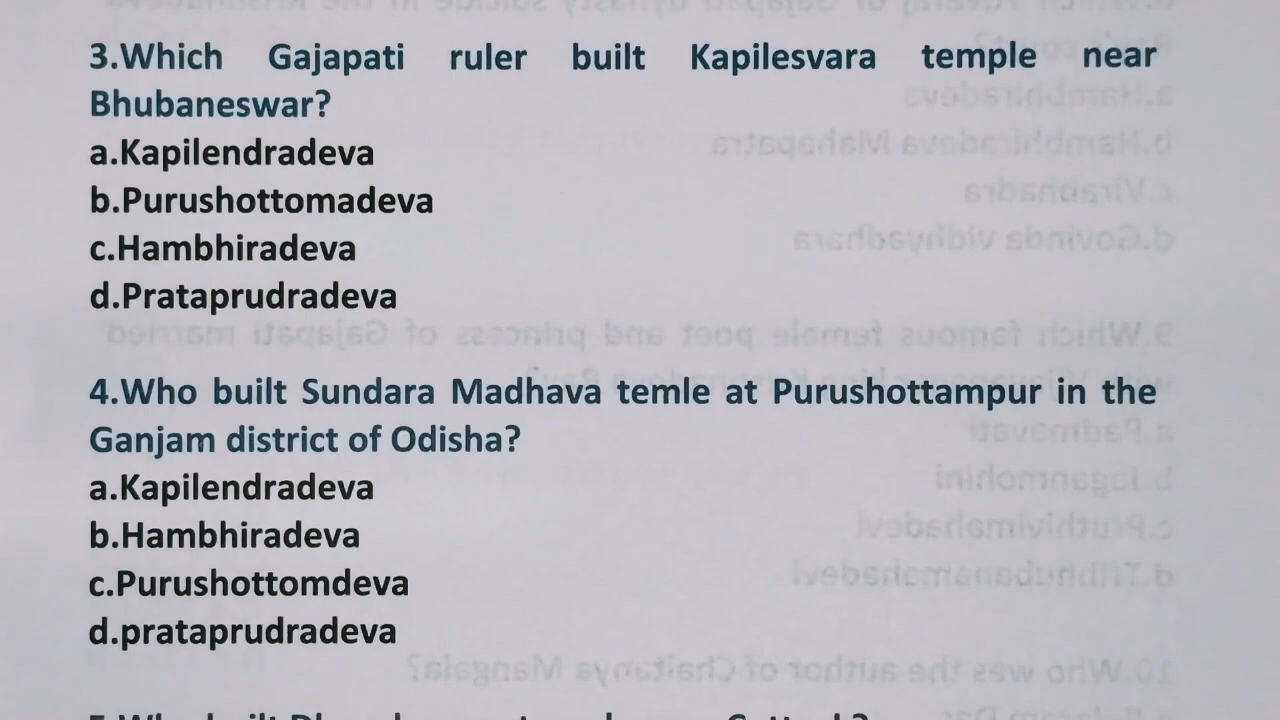 3.Which Gajapati ruler built Kapilesvara temple near
Bhubaneswar?
a.Kapilendradeva
b.Purushottomadeva
c.Hambhiradeva
d.Prataprudradeva
4.Who built Sundara Madhava temle at Purushottampur in the
Ganjam district of Odisha?
a.Kapilendradeva
b.Hambhiradeva
c.Purushottomdeva
d.prataprudradeva